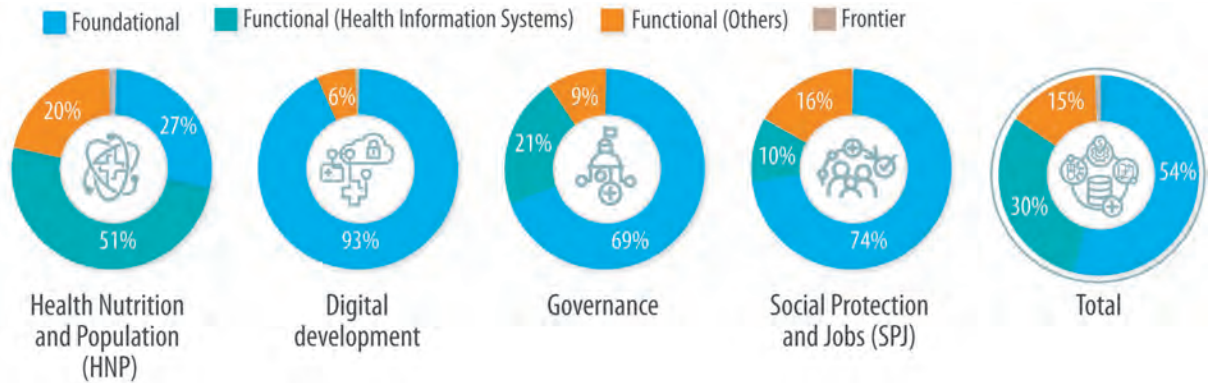 Foundational Functional (Health Information Systems) Functional (Others) Frontier
20%
27%
51%
6%
93%
9%
21%
69%
16%
10%
74%
15%
54%
30%
Health Nutrition
and Population
(HNP)
Digital
development
Governance
Social Protection
and Jobs (SPJ)
Total